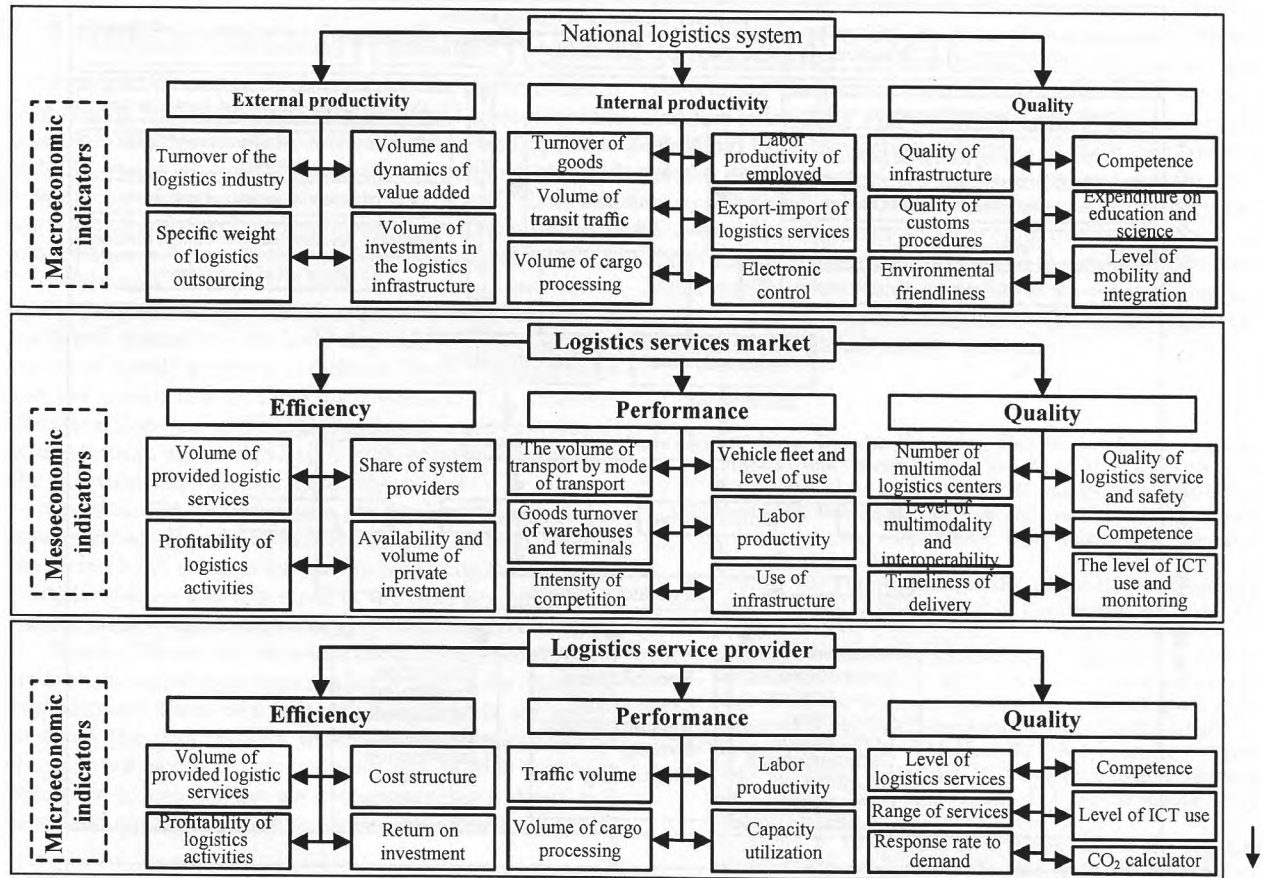 National logistics system
Macroeconomic
indicators
External productivity
Turnover of the
logistics industry
Volume and
dynamics of
value added
Specific weight
of logistics
outsourcing
Volume of
investments in
the logistics
infrastructure
Internal productivity
Turnover of
goods
Labor
productivity of
employed
Volume of
transit traffic
Export-import of
logistics services
Volume of cargo
processing
Electronic
control
Quality
Quality of
infrastructure
Competence
Quality of
customs
procedures
Expenditure on
education and
science
Environmental
friendliness
Level of
mobility and
integration
Logistics services market
Mesoeconomic
indicators
Efficiency
Volume of
provided logistic
services
Share of system
providers
Profitability of
logistics
activities
Availability and
volume of
private
investment
Performance
The volume of
transport by mode
of transport
Vehicle fleet and
level of use
Goods turnover
of warehouses
and terminals
Labor
productivity
Intensity of
competition
Use of
infrastructure
Quality
Number of
multimodal
logistics centers
Quality of
logistics service
and safety
Level of
multimodality
and
interoperability
Competence
Timeliness of
delivery
The level of ICT
use and
monitoring
Logistics service provider
Microeconomic
indicators
Efficiency
Volume of
provided logistic
services
Cost structure
Profitability of
logistics
activities
Return on
investment
Performance
Traffic volume
Labor
productivity
Volume of cargo
processing
Capacity
utilization
Quality
Level of
logistics services
Competence
Range of services
Level of ICT use
Response rate to
demand
CO₂ calculator